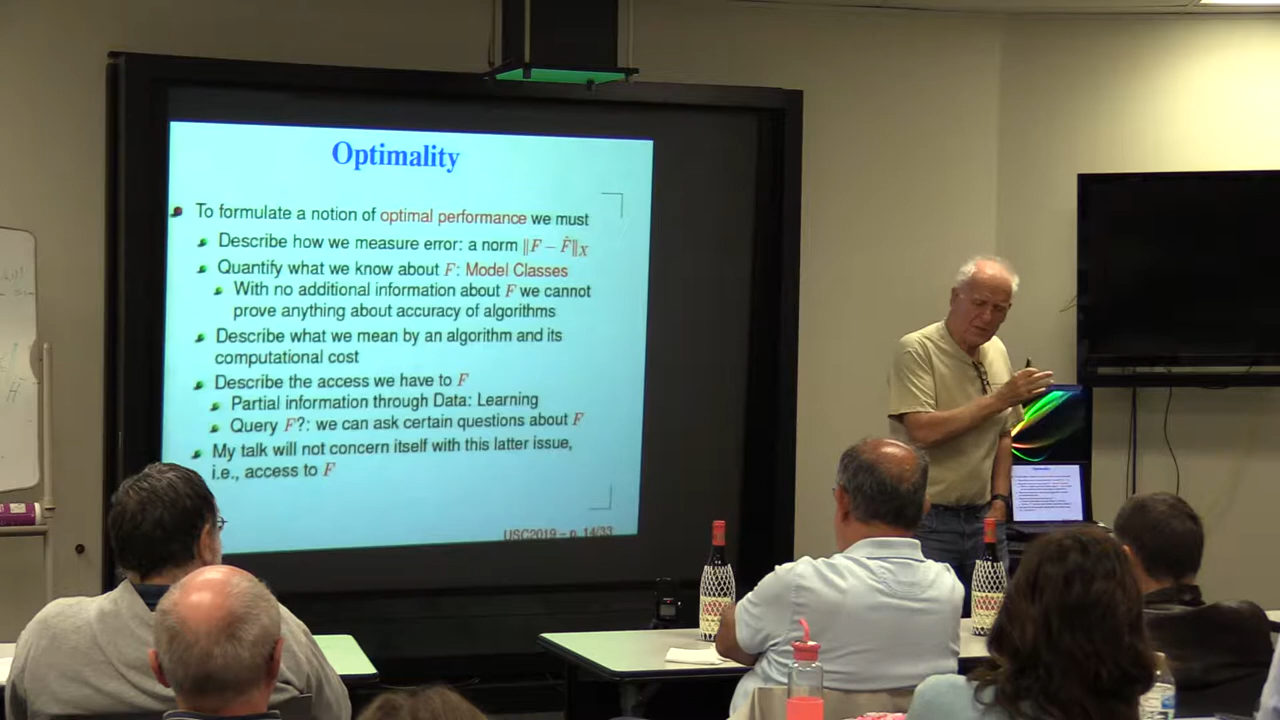 Optimality
To formulate a notion of optimal performance we must
Describe how we measure error: a norm ‖F − F̂‖X
Quantify what we know about F: Model Classes
With no additional information about F we cannot
prove anything about accuracy of algorithms
Describe what we mean by an algorithm and its
computational cost
Describe the access we have to F
Partial information through Data: Learning
Query F?: we can ask certain questions about F
My talk will not concern itself with this latter issue,
i.e., access to F
USC2019 – p. 14/33
Optimality